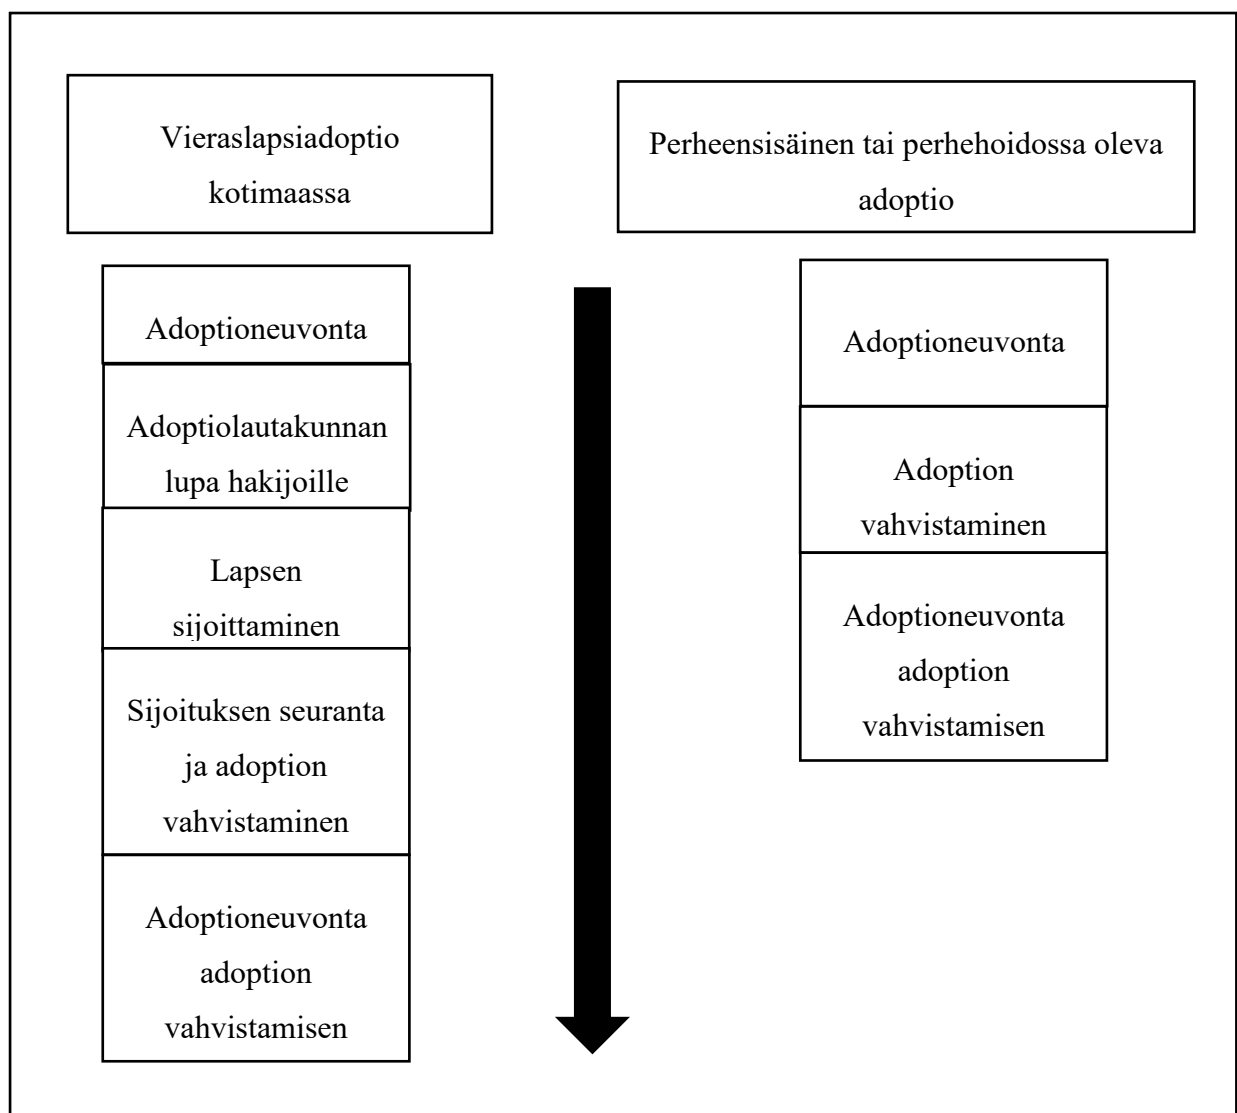 Vieraslapsiadoptio
kotimaassa
Perheensisäinen tai perhehoidossa oleva
adoptio
Adoptioneuvonta
Adoptiolautakunnan
lupa hakijoille
Lapsen
sijoittaminen
Sijoituksen seuranta
ja adoption
vahvistaminen
Adoptioneuvonta
adoption
vahvistamisen
Adoptioneuvonta
Adoption
vahvistaminen
Adoptioneuvonta
adoption
vahvistamisen